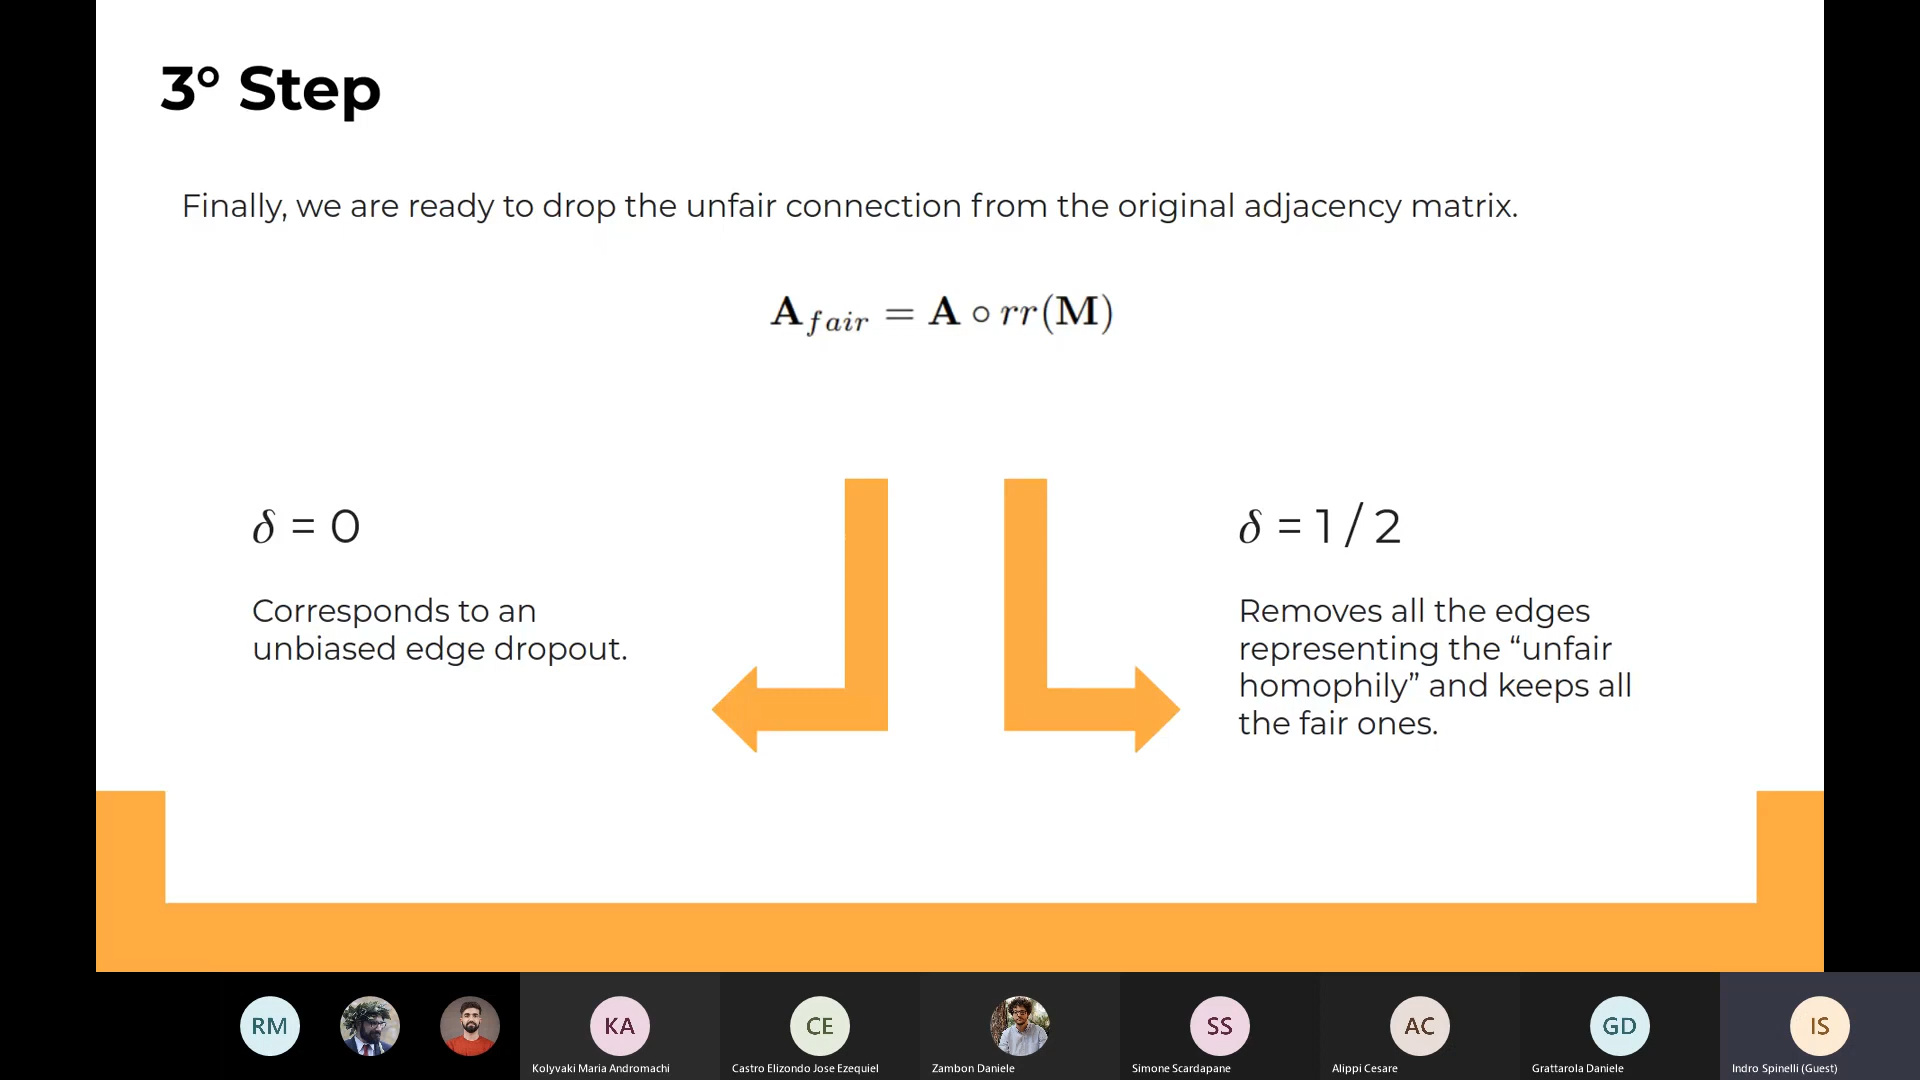 3° Step
Finally, we are ready to drop the unfair connection from the original adjacency matrix.
𝐀_fair = 𝐀 ∘ rr(𝐌)
δ = 0
Corresponds to an
unbiased edge dropout.
δ = 1 / 2
Removes all the edges
representing the “unfair
homophily” and keeps all
the fair ones.
RM
KA
Kolyvaki Maria Andromachi
CE
Castro Elizondo Jose Ezequiel
Zambon Daniele
SS
Simone Scardapane
AC
Alippi Cesare
GD
Grattarola Daniele
IS
Indro Spinelli (Guest)